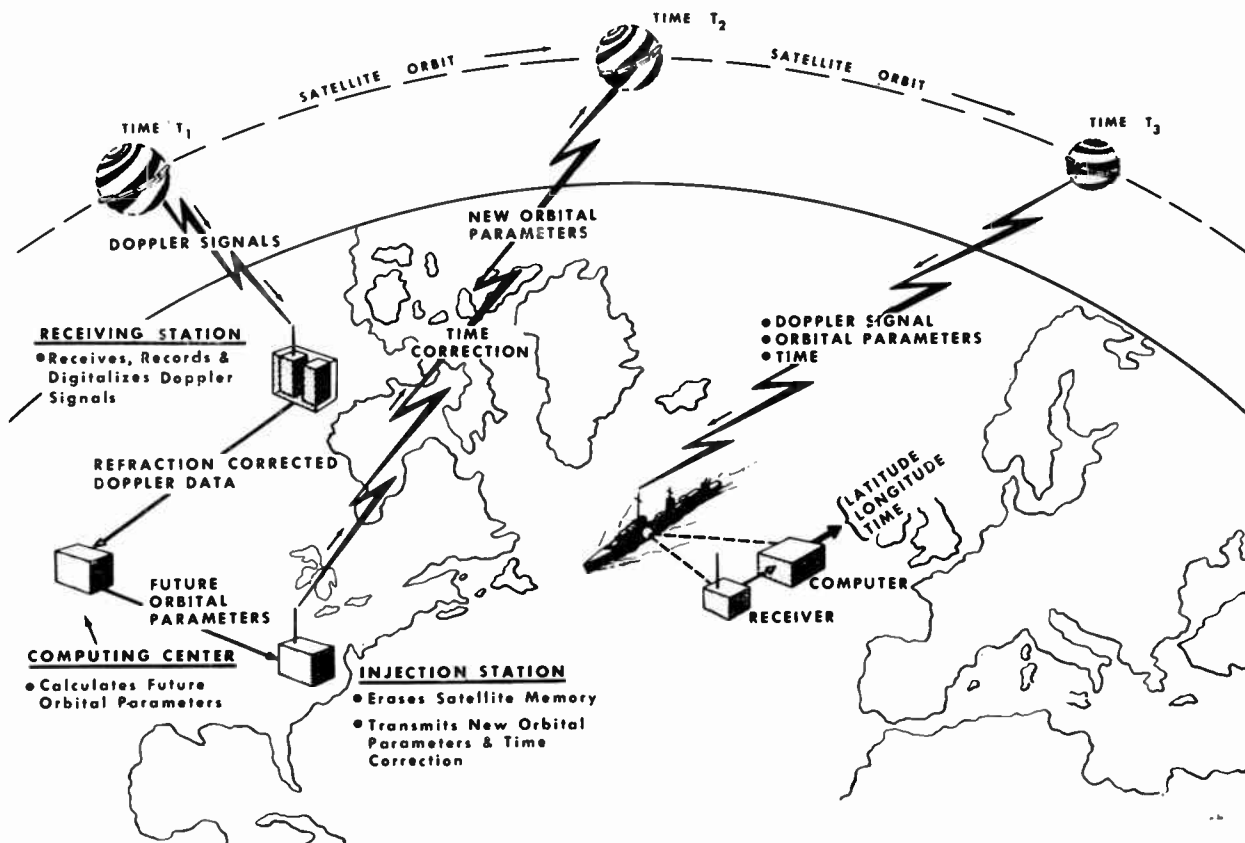 TIME T2
SATELLITE ORBIT
SATELLITE ORBIT
TIME T1
TIME T3
DOPPLER SIGNALS
NEW ORBITAL
PARAMETERS
RECEIVING STATION
•Receives, Records &
Digitalizes Doppler
Signals
TIME
CORRECTION
•DOPPLER SIGNAL
•ORBITAL PARAMETERS
•TIME
REFRACTION CORRECTED
DOPPLER DATA
LATITUDE
LONGITUDE
TIME
FUTURE
ORBITAL
PARAMETERS
COMPUTER
RECEIVER
COMPUTING CENTER
•Calculates Future
Orbital Parameters
INJECTION STATION
•Erases Satellite Memory
•Transmits New Orbital
Parameters & Time
Correction